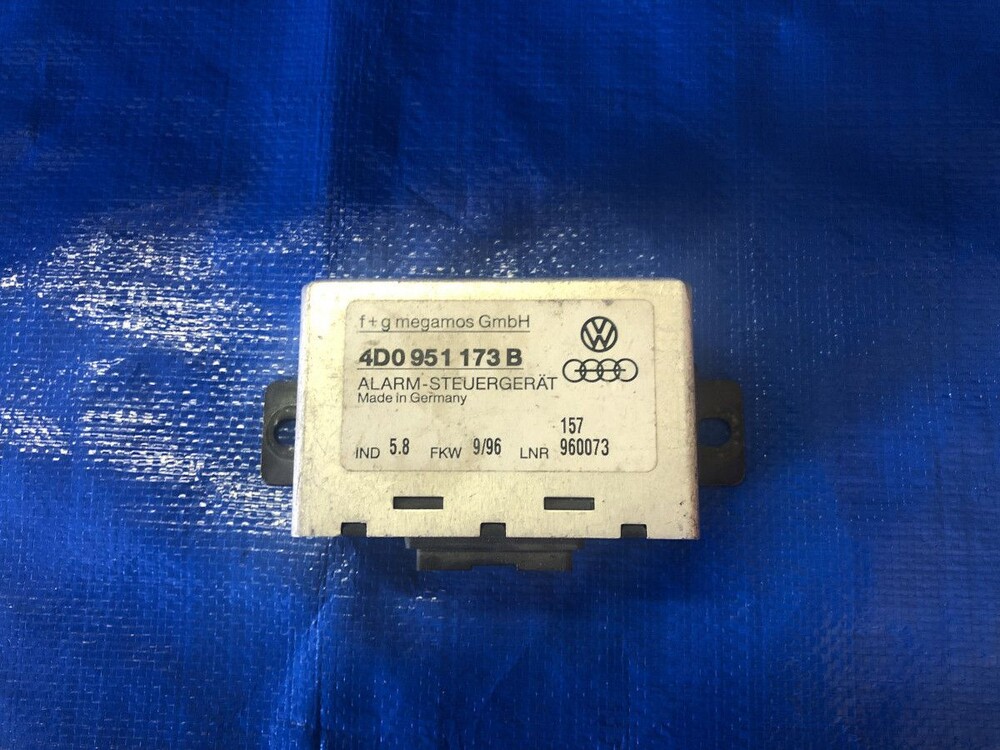 f+g megamos GmbH
4D0 951 173 B
ALARM-STEUERGERÄT
Made in Germany
157
IND 5.8 FKW 9/96 LNR 960073
VW